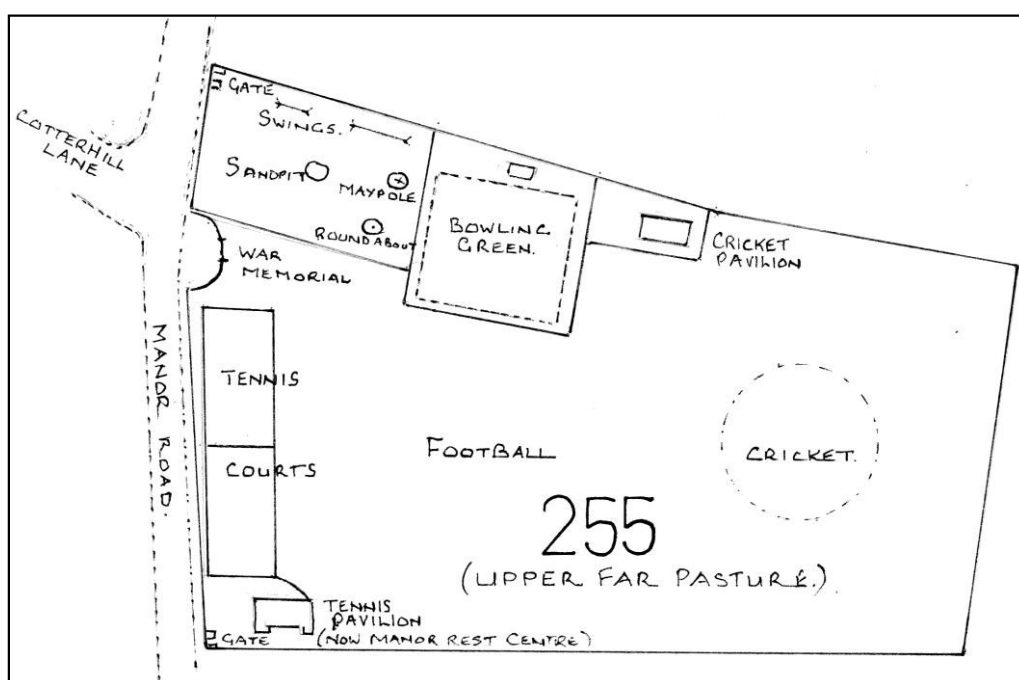 GATE
SWINGS.
COTTERHILL
LANE
SANDPIT
MAYPOLE
ROUNDABOUT
BOWLING
GREEN.
CRICKET
PAVILION
WAR
MEMORIAL
MANOR ROAD.
TENNIS
COURTS
FOOTBALL
CRICKET.
255
(UPPER FAR PASTURE.)
TENNIS
PAVILION
(NOW MANOR REST CENTRE)
GATE